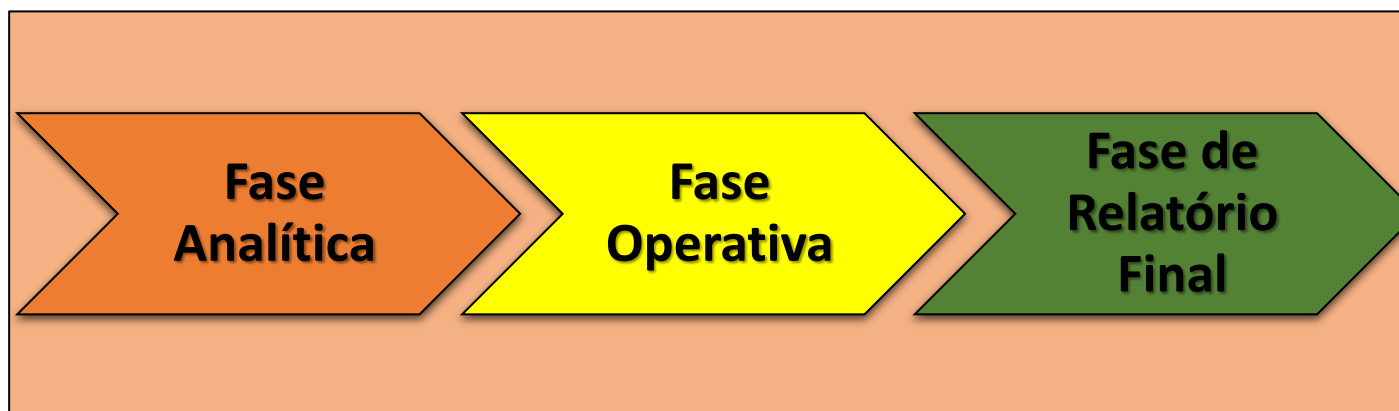 Fase
Analítica
Fase
Operativa
Fase de
Relatório
Final